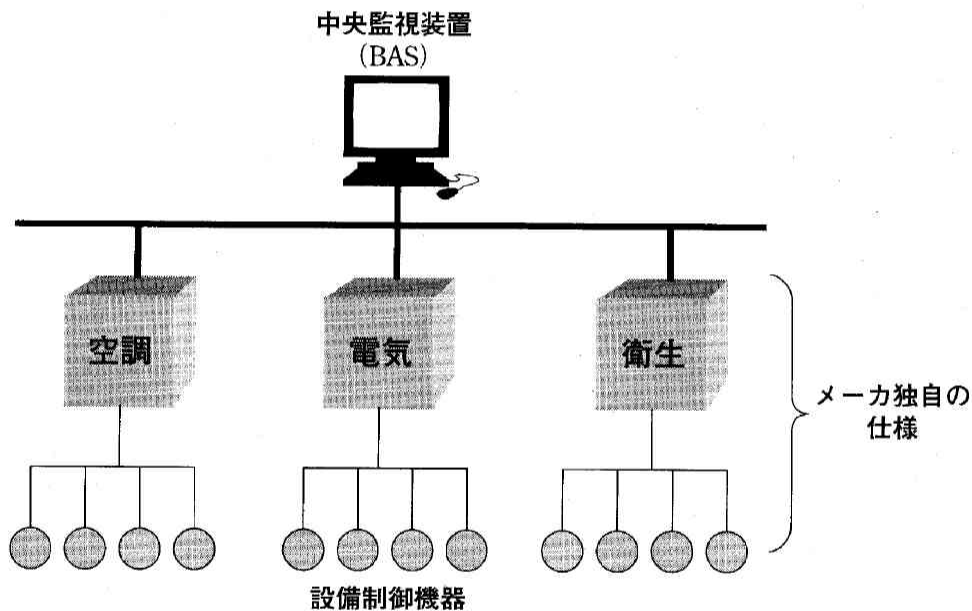 中央監視装置
(BAS)
空調
電気
衛生
メーカ独自の
仕様
設備制御機器